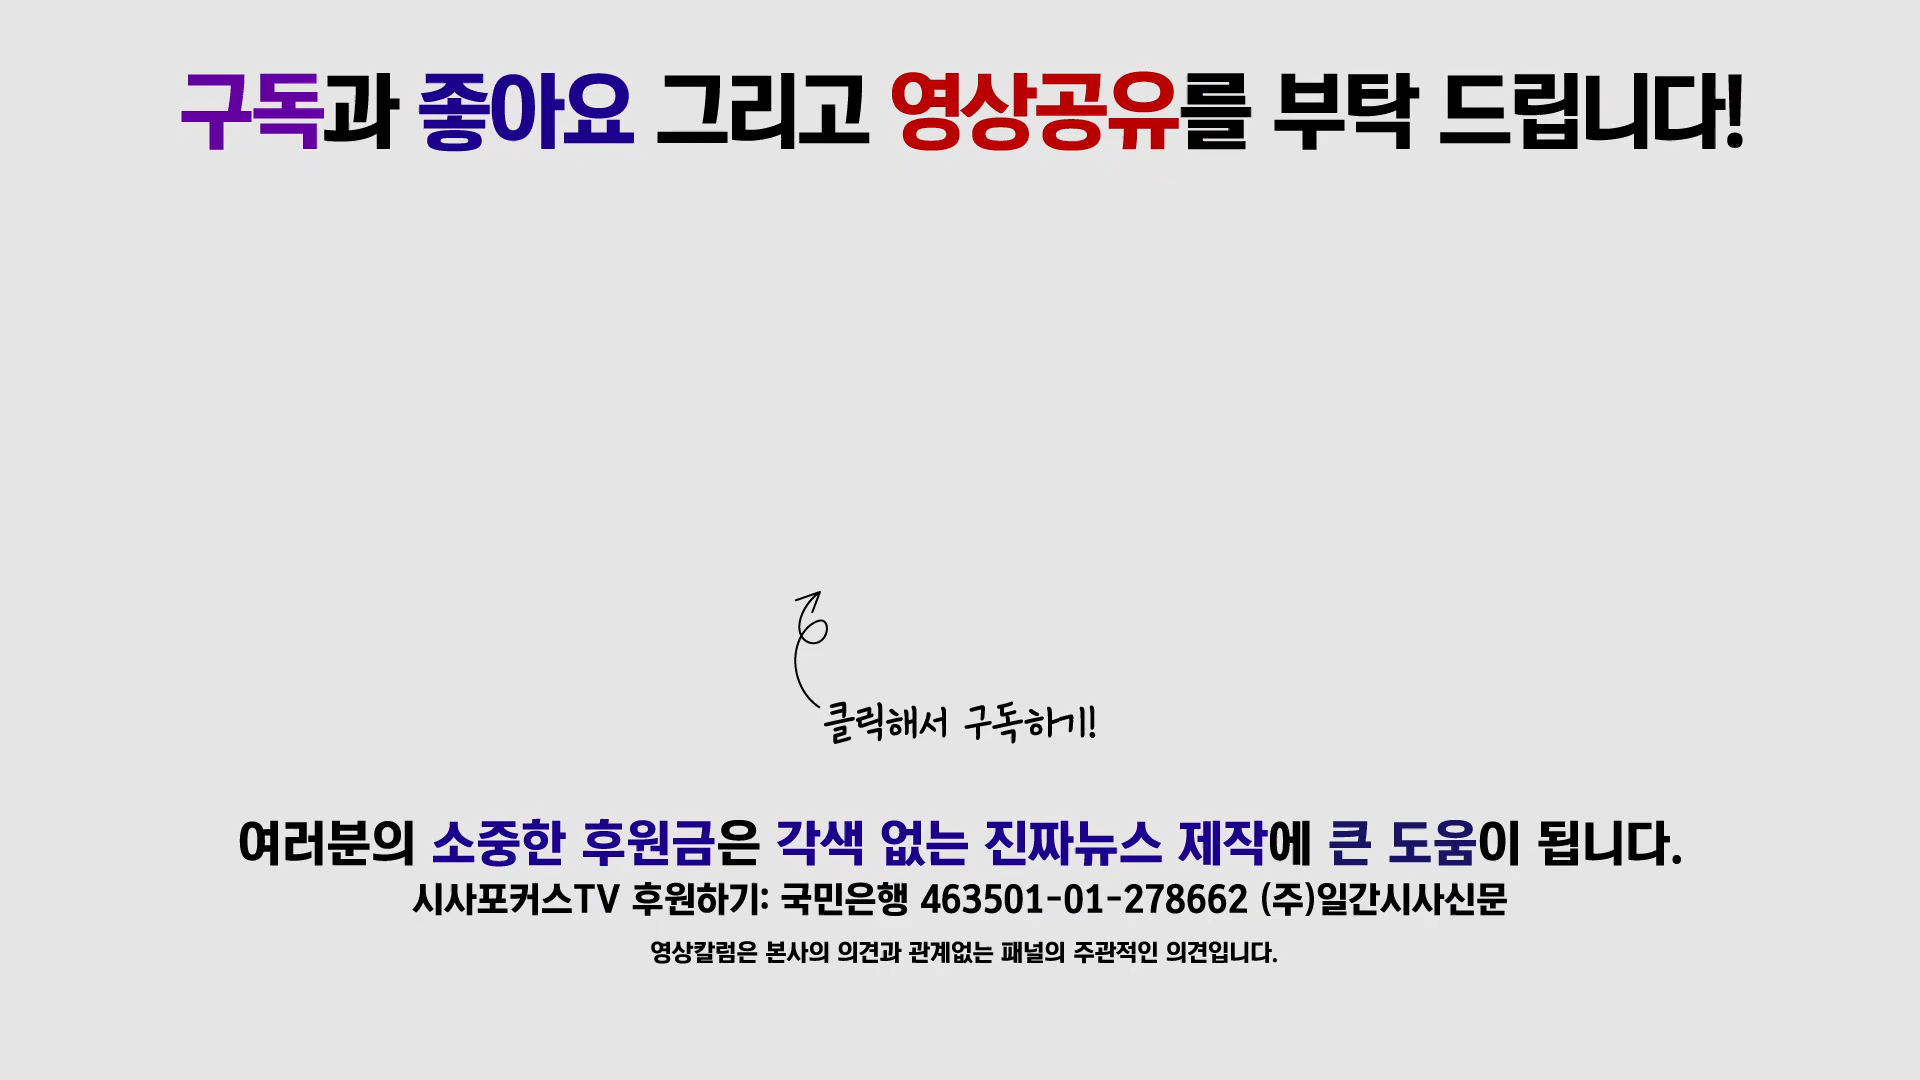 구독과 좋아요 그리고 영상공유를 부탁 드립니다!
클릭해서 구독하기!
여러분의 소중한 후원금은 각색 없는 진짜뉴스 제작에 큰 도움이 됩니다.
시사포커스TV 후원하기: 국민은행 463501-01-278662 (주)일간시사신문
영상칼럼은 본사의 의견과 관계없는 패널의 주관적인 의견입니다.